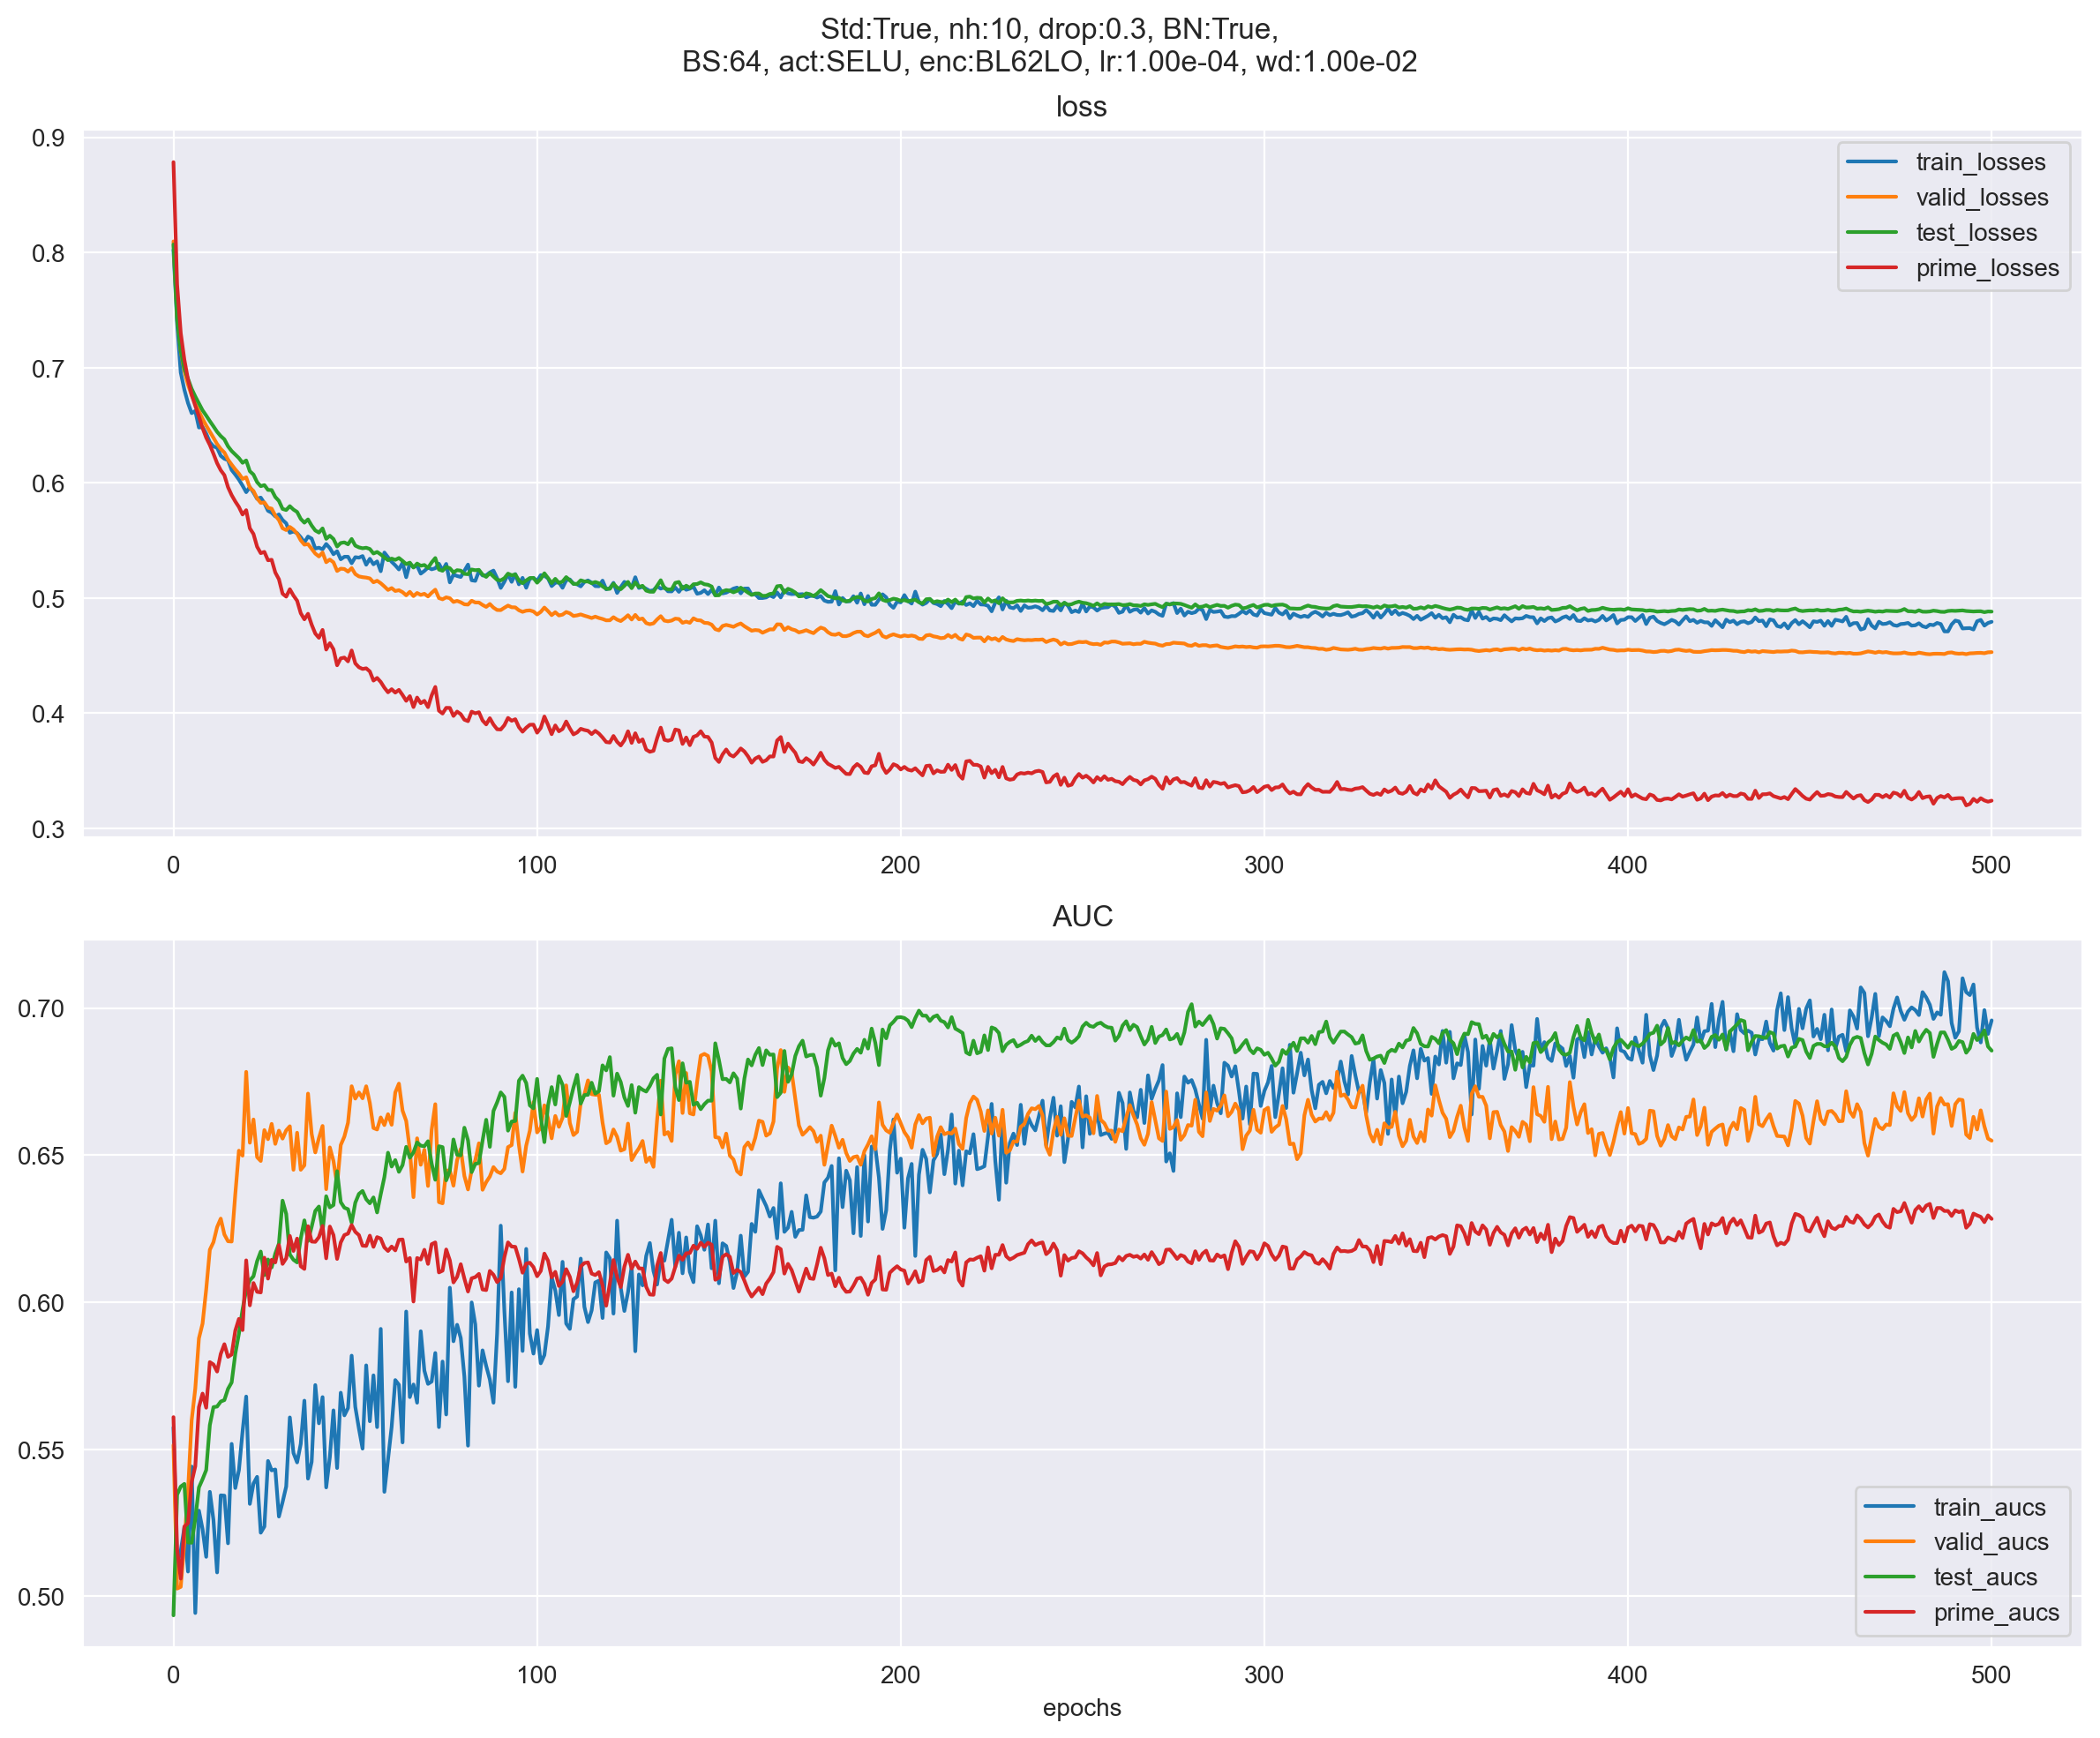 Std:True, nh:10, drop:0.3, BN:True,
BS:64, act:SELU, enc:BL62LO, lr:1.00e-04, wd:1.00e-02
loss
0.9
0.8
0.7
0.6
0.5
0.4
0.3
train_losses
valid_losses
test_losses
prime_losses
0 100 200 300 400 500
AUC
0.70
0.65
0.60
0.55
0.50
train_aucs
valid_aucs
test_aucs
prime_aucs
0 100 200 300 400 500
epochs